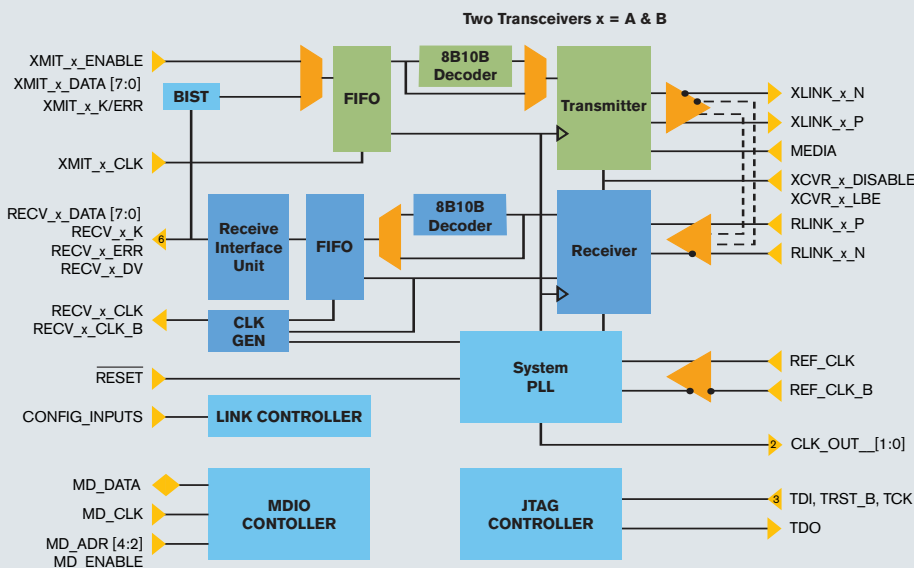 Two Transceivers x = A & B
XMIT_x_ENABLE
XMIT_x_DATA [7:0]
XMIT_x_K/ERR
BIST
FIFO
8B10B
Decoder
Transmitter
XLINK_x_N
XLINK_x_P
MEDIA
XMIT_x_CLK
XCVR_x_DISABLE
XCVR_x_LBE
RECV_x_DATA [7:0]
RECV_x_K
RECV_x_ERR
RECV_x_DV
6
Receive
Interface
Unit
FIFO
8B10B
Decoder
Receiver
RLINK_x_P
RLINK_x_N
RECV_x_CLK
RECV_x_CLK_B
CLK
GEN
RESET
System
PLL
REF_CLK
REF_CLK_B
CONFIG_INPUTS
LINK CONTROLLER
2
CLK_OUT__[1:0]
MD_DATA
MD_CLK
MD_ADR [4:2]
MD_ENABLE
MDIO
CONTOLLER
JTAG
CONTROLLER
3
TDI, TRST_B, TCK
TDO